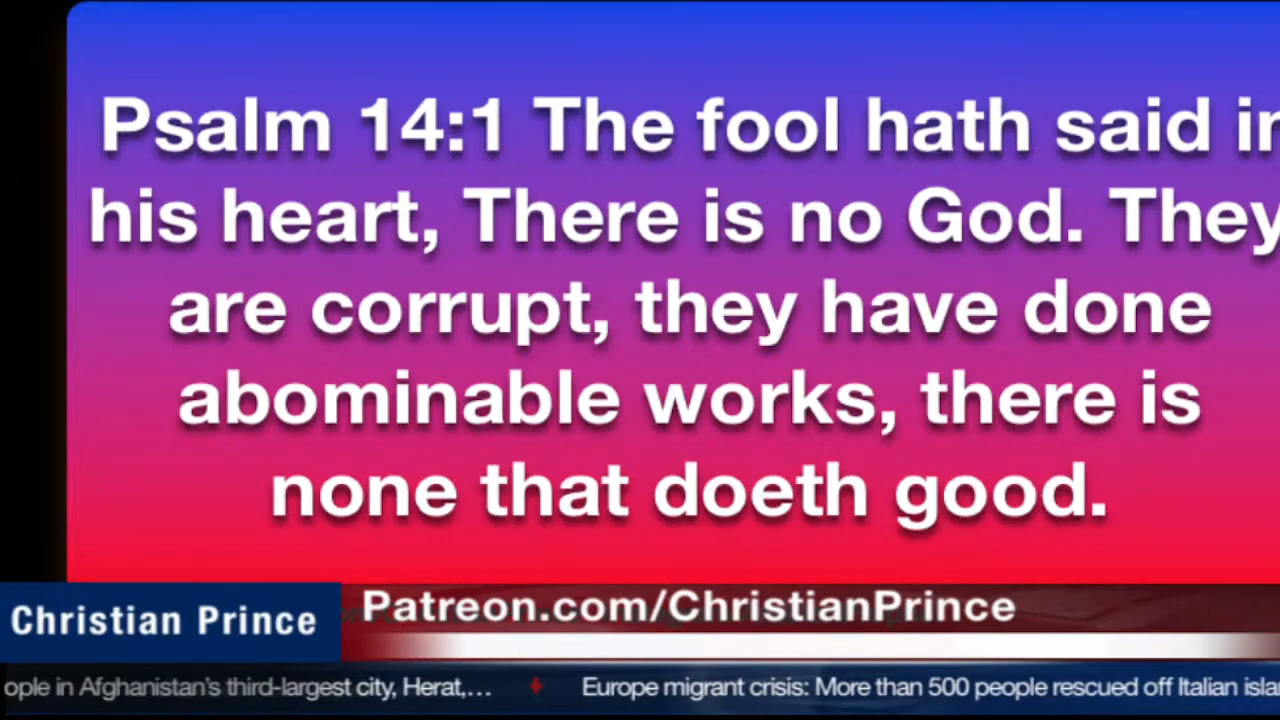 Psalm 14:1 The fool hath said in
his heart, There is no God. They
are corrupt, they have done
abominable works, there is
none that doeth good.
Christian Prince
Patreon.com/ChristianPrince
ople in Afghanistan's third-largest city, Herat,... Europe migrant crisis: More than 500 people rescued off Italian islan